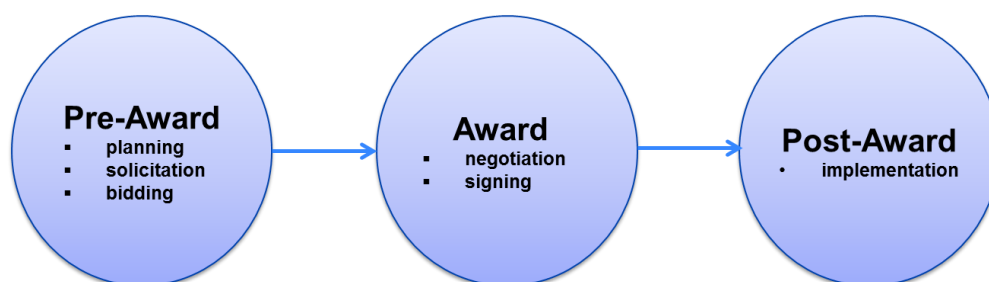 Pre-Award
▪ planning
▪ solicitation
▪ bidding
Award
▪ negotiation
▪ signing
Post-Award
• implementation